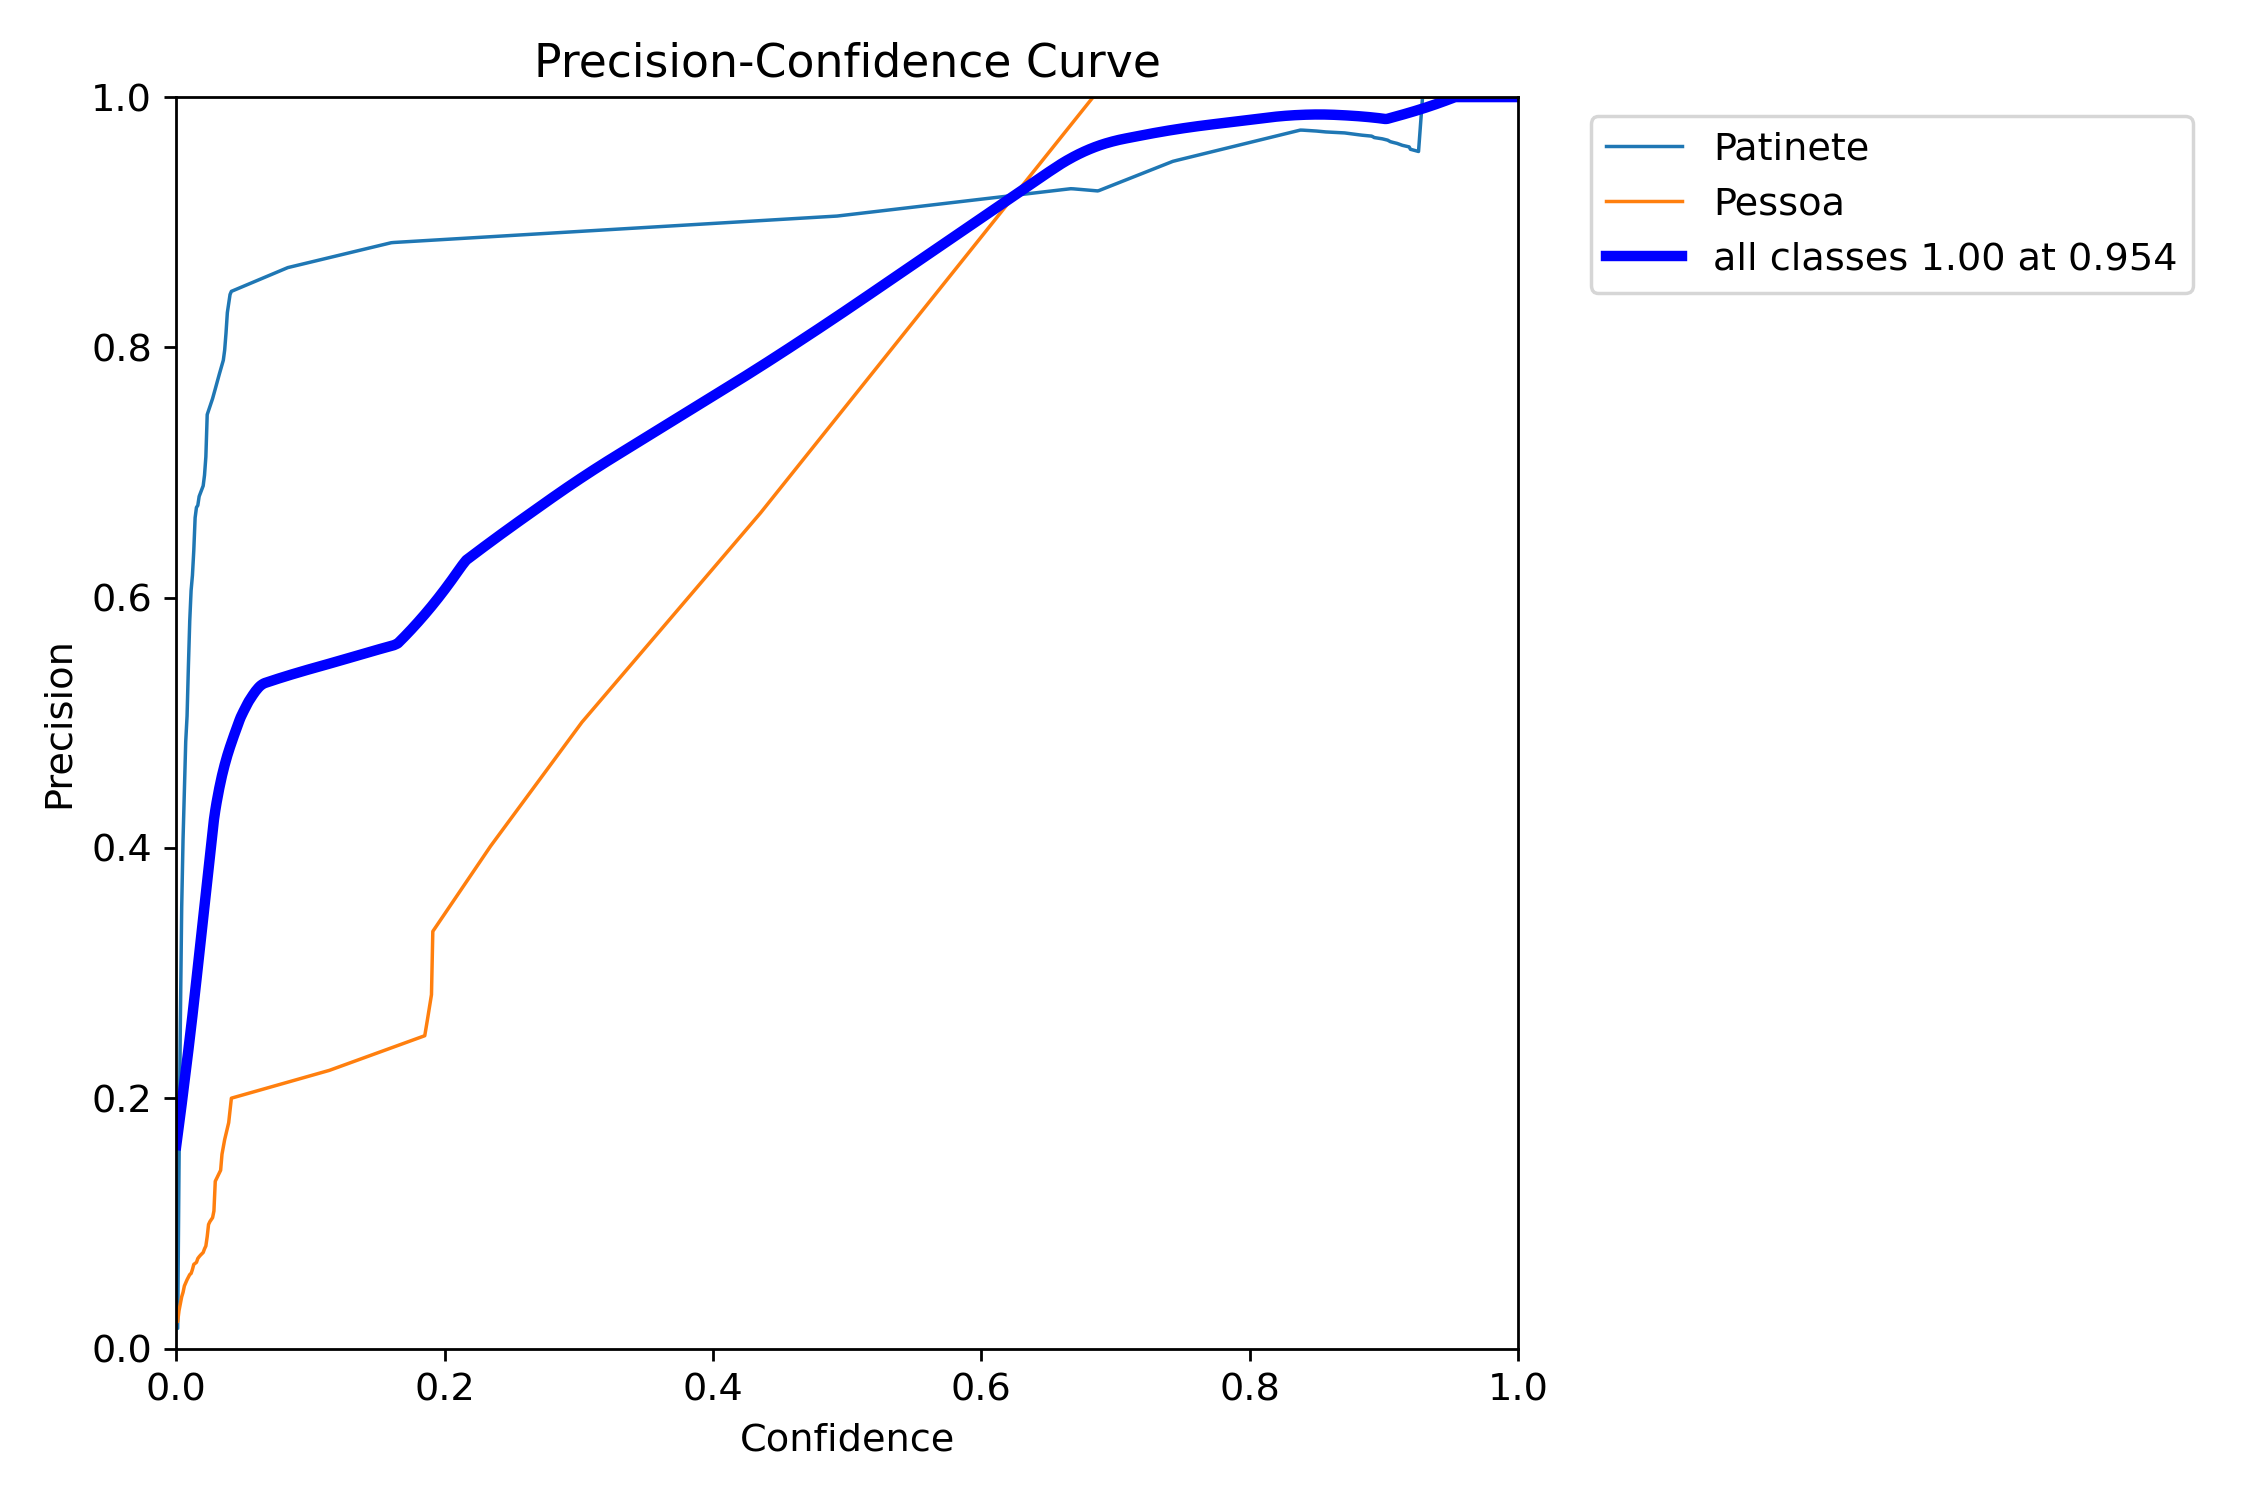 Precision-Confidence Curve
1.0
0.8
0.6
0.4
0.2
0.0
Precision
0.0 0.2 0.4 0.6 0.8 1.0
Confidence
Patinete
Pessoa
all classes 1.00 at 0.954